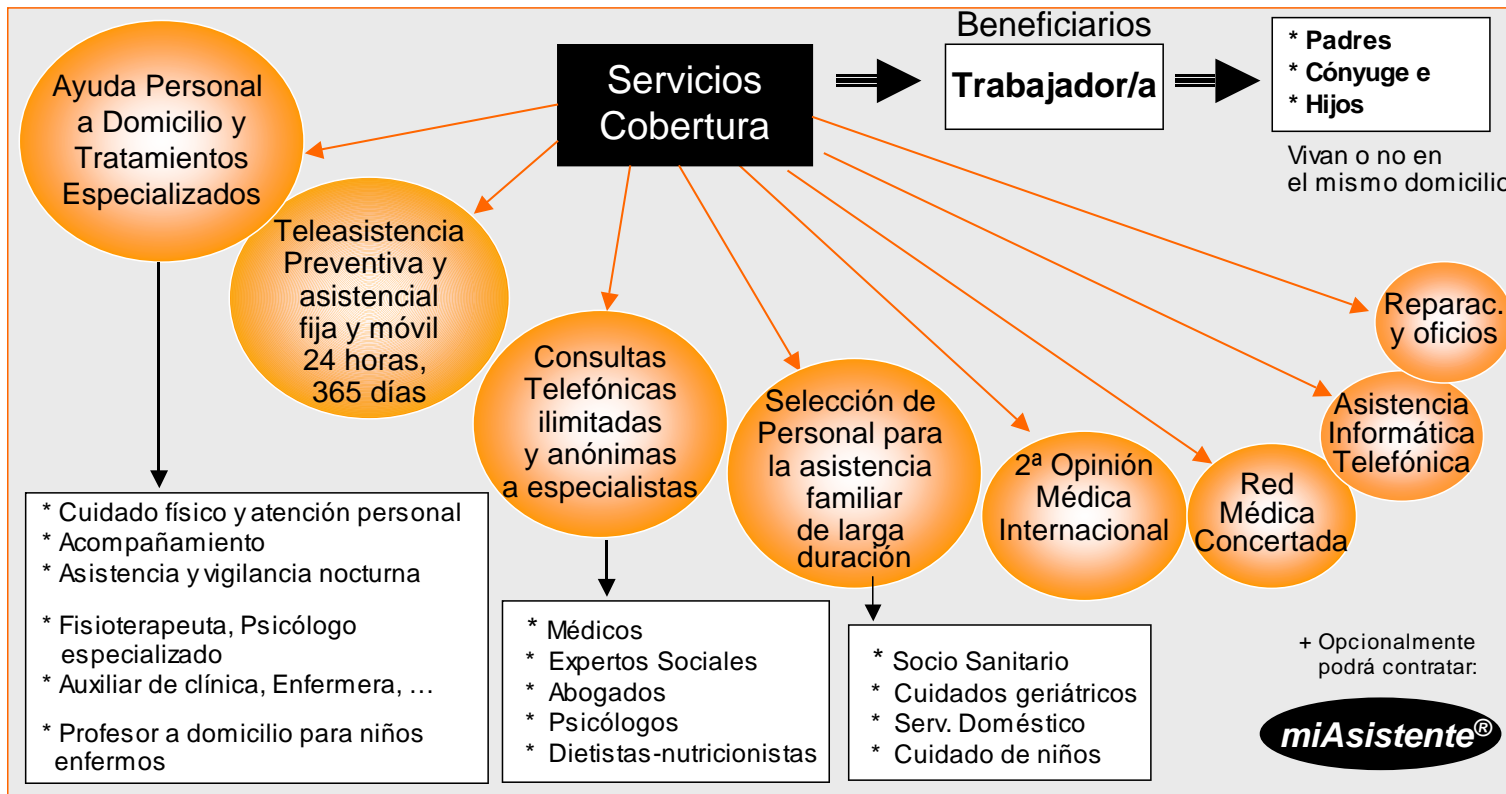 Servicios
Cobertura
Beneficiarios
Trabajador/a
* Padres
* Cónyuge e
* Hijos
Vivan o no en
el mismo domicilio
Ayuda Personal
a Domicilio y
Tratamientos
Especializados
Teleasistencia
Preventiva y
asistencial
fija y móvil
24 horas,
365 días
Consultas
Telefónicas
ilimitadas
y anónimas
a especialistas
Selección de
Personal para
la asistencia
familiar
de larga
duración
2ª Opinión
Médica
Internacional
Red
Médica
Concertada
Asistencia
Informática
Telefónica
Reparac.
y oficios
* Cuidado físico y atención personal
* Acompañamiento
* Asistencia y vigilancia nocturna
* Fisioterapeuta, Psicólogo
especializado
* Auxiliar de clínica, Enfermera, …
* Profesor a domicilio para niños
enfermos
* Médicos
* Expertos Sociales
* Abogados
* Psicólogos
* Dietistas-nutricionistas
* Socio Sanitario
* Cuidados geriátricos
* Serv. Doméstico
* Cuidado de niños
+ Opcionalmente
podrá contratar:
miAsistente®